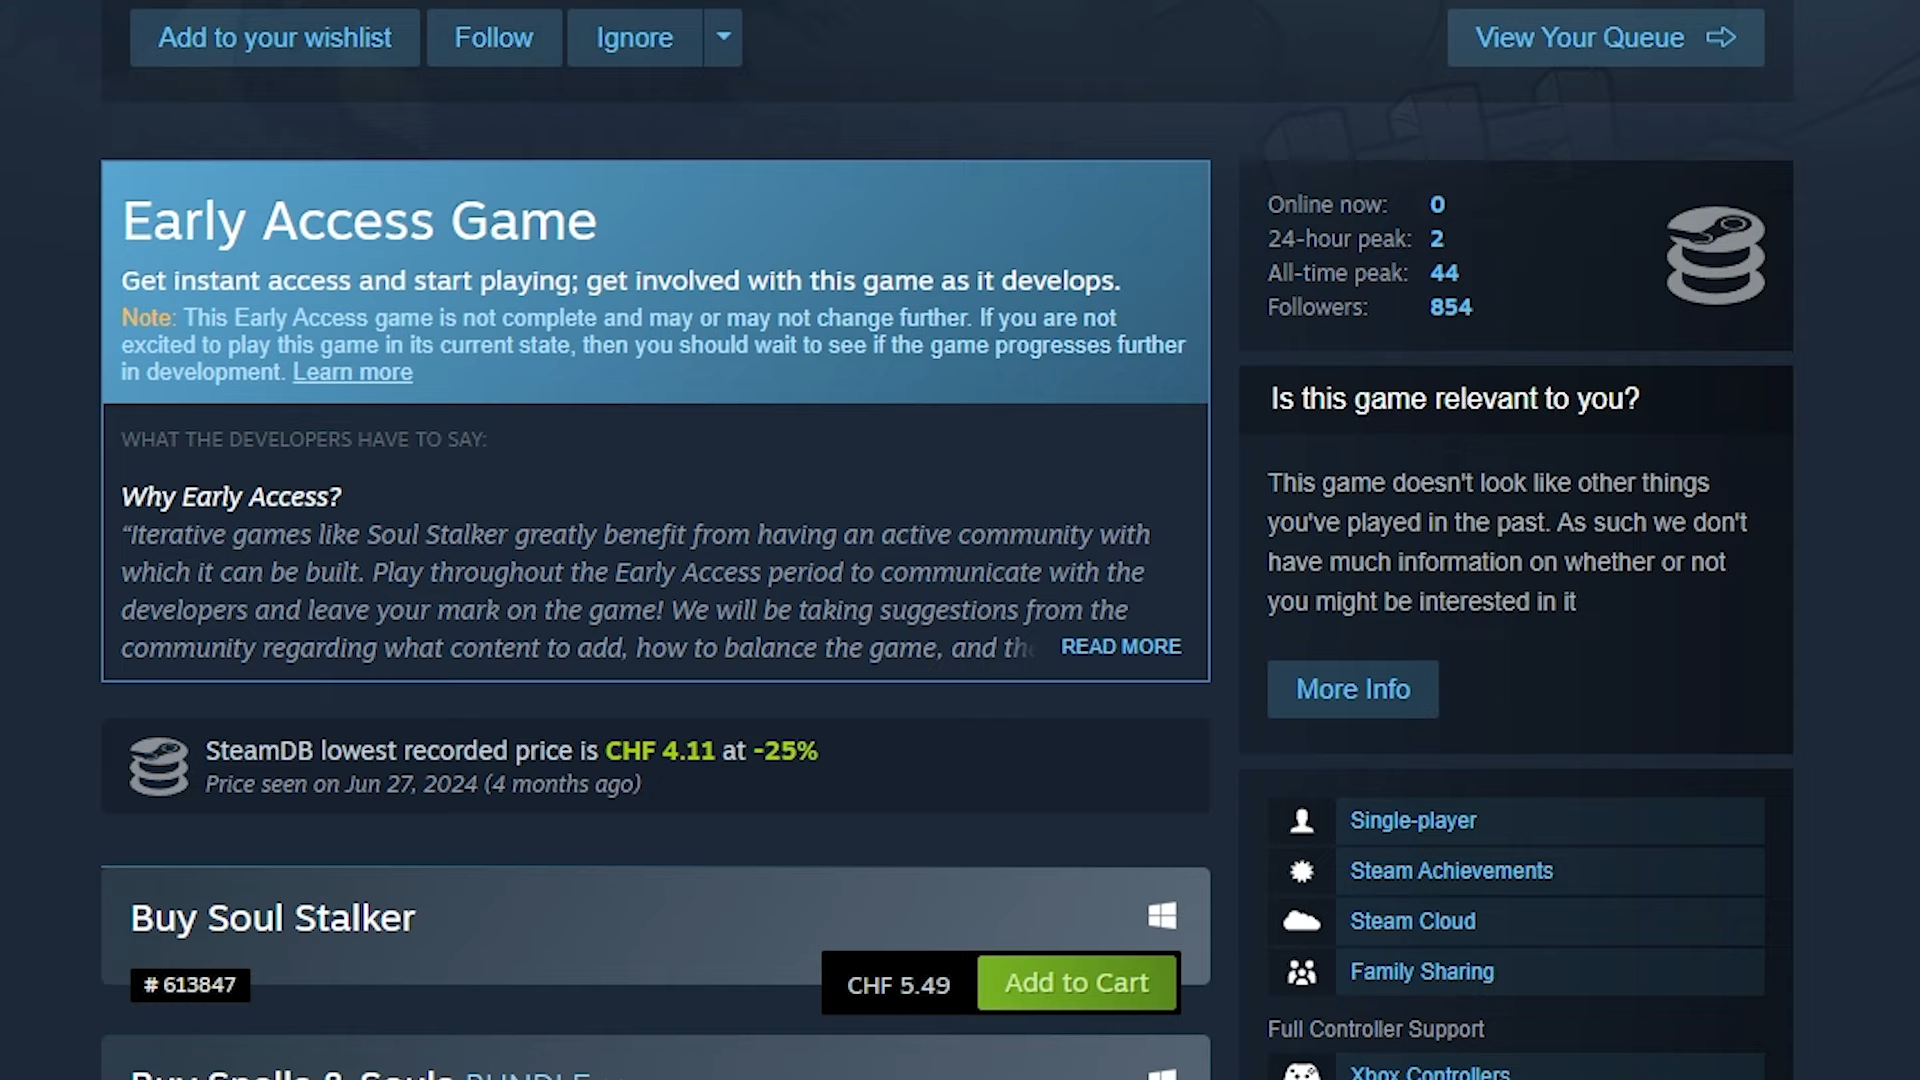 Add to your wishlist
Follow
Ignore
View Your Queue
Early Access Game
Get instant access and start playing; get involved with this game as it develops.
Note: This Early Access game is not complete and may or may not change further. If you are not
excited to play this game in its current state, then you should wait to see if the game progresses further
in development. Learn more
WHAT THE DEVELOPERS HAVE TO SAY:
Why Early Access?
“Iterative games like Soul Stalker greatly benefit from having an active community with
which it can be built. Play throughout the Early Access period to communicate with the
developers and leave your mark on the game! We will be taking suggestions from the
community regarding what content to add, how to balance the game, and the
READ MORE
SteamDB lowest recorded price is CHF 4.11 at -25%
Price seen on Jun 27, 2024 (4 months ago)
Buy Soul Stalker
# 613847
CHF 5.49
Add to Cart
Buy Spells & Souls BUNDLE
Online now: 0
24-hour peak: 2
All-time peak: 44
Followers: 854
Is this game relevant to you?
This game doesn't look like other things
you've played in the past. As such we don't
have much information on whether or not
you might be interested in it
More Info
Single-player
Steam Achievements
Steam Cloud
Family Sharing
Full Controller Support
Xbox Controllers